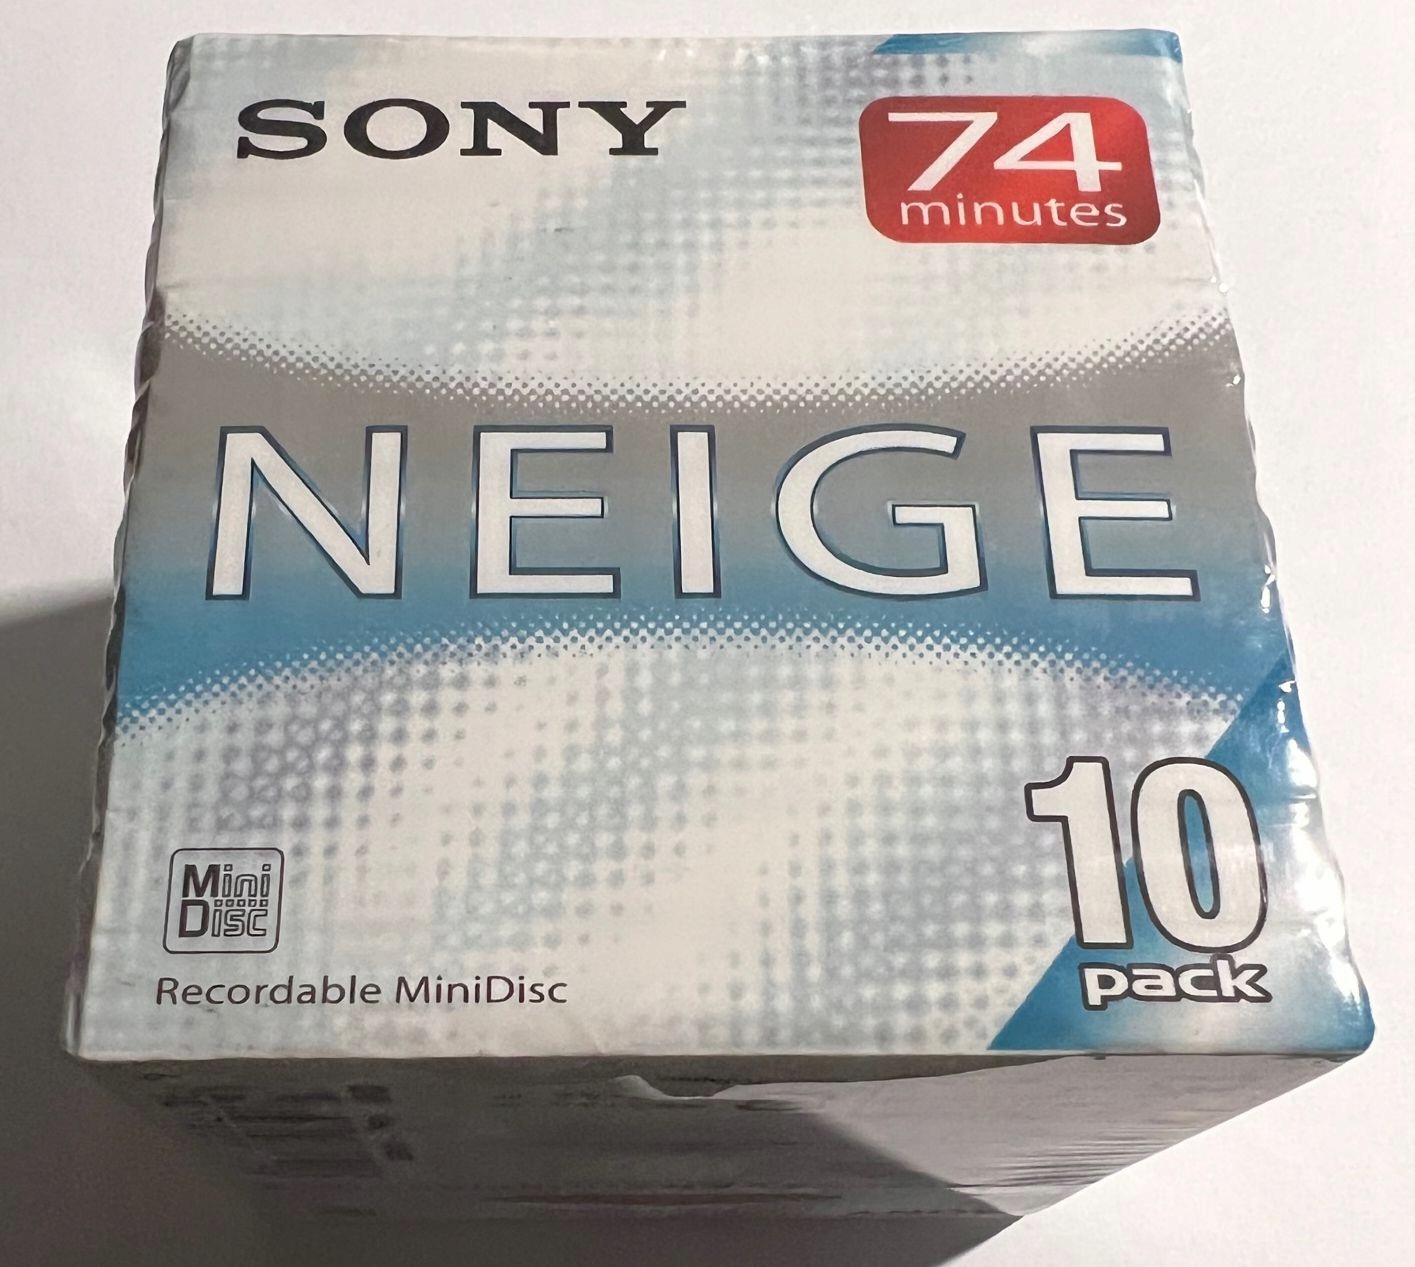 SONY
74
minutes
NEIGE
Mini
Disc
Recordable MiniDisc
10
pack